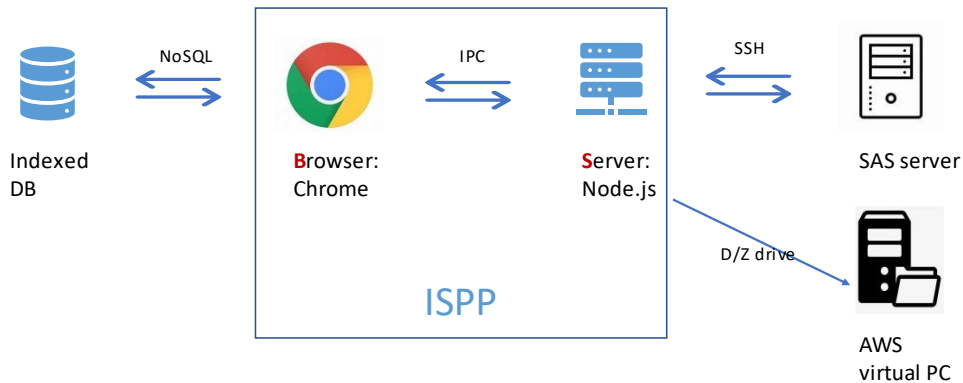 NoSQL
IPC
SSH
Indexed
DB
Browser:
Chrome
Server:
Node.js
SAS server
D/Z drive
ISPP
AWS
virtual PC